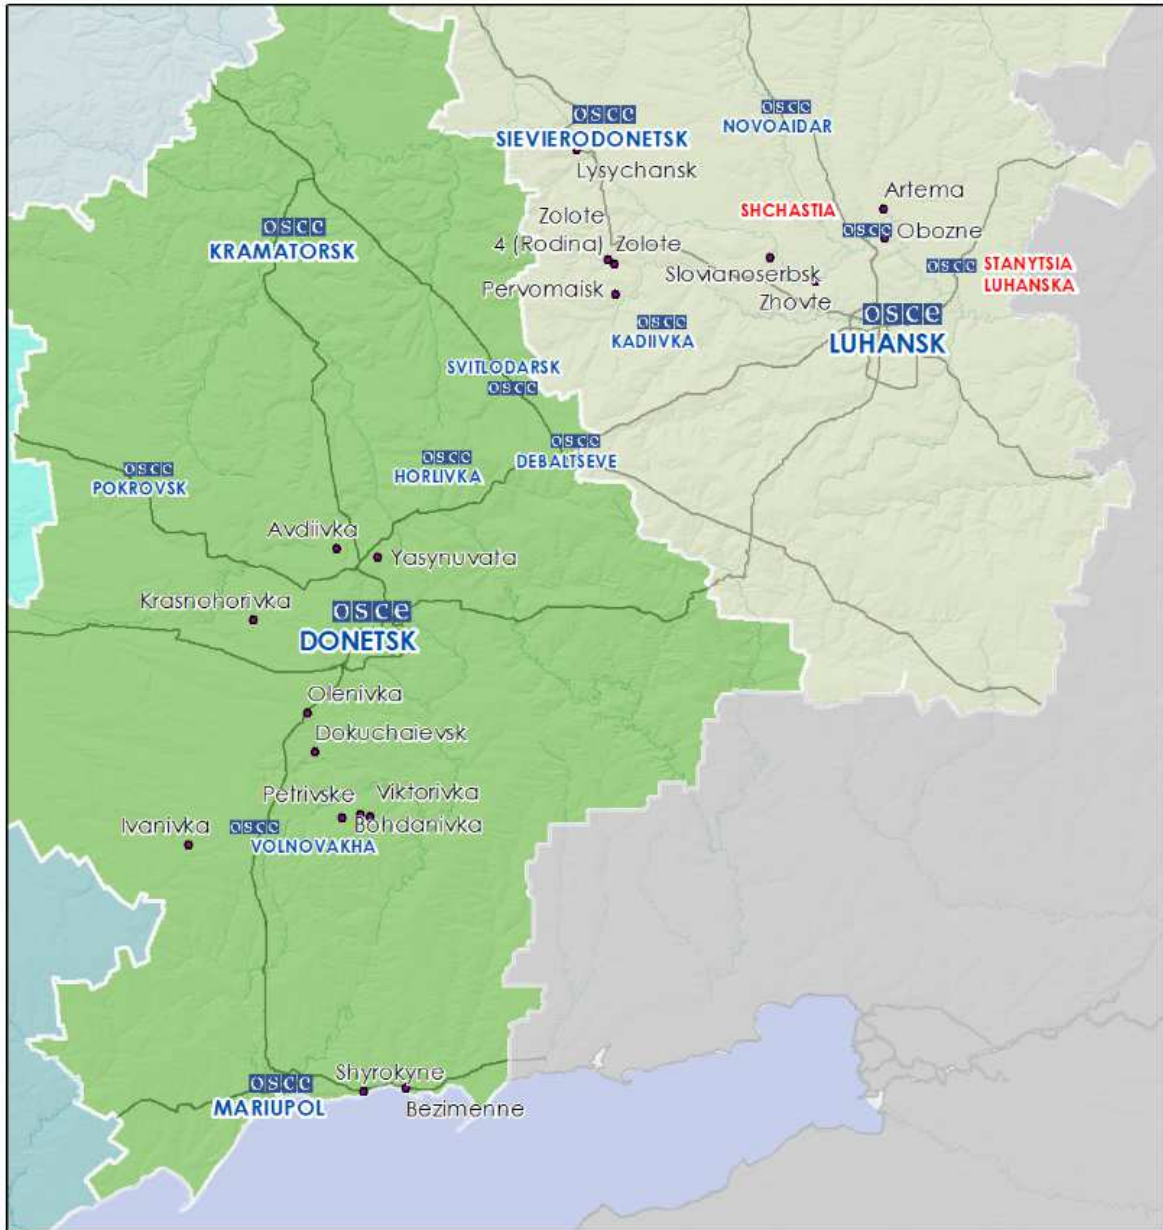 osce
SIEVIERODONETSK
Lysychansk
osce
NOVOAIDAR
Artema
SHCHASTIA
osce
Obozne
osce
STANYTSIA
LUHANSKA
osce
KRAMATORSK
Zolote
4 (Rodina)
Zolote
Pervomaisk
Slovianoserbsk
Zhovte
osce
LUHANSK
osce
KADIIVKA
SVITLODARSK
osce
osce
DEBALTSEVE
osce
HORLIVKA
osce
POKROVSK
Avdiivka
Yasynuvata
Krasnohorivka
osce
DONETSK
Olenivka
Dokuchaievsk
Petrivske
Viktorivka
Bohdanivka
Ivanivka
osce
VOLNOVAKHA
osce
MARIUPOL
Shyrokyne
Bezimenne